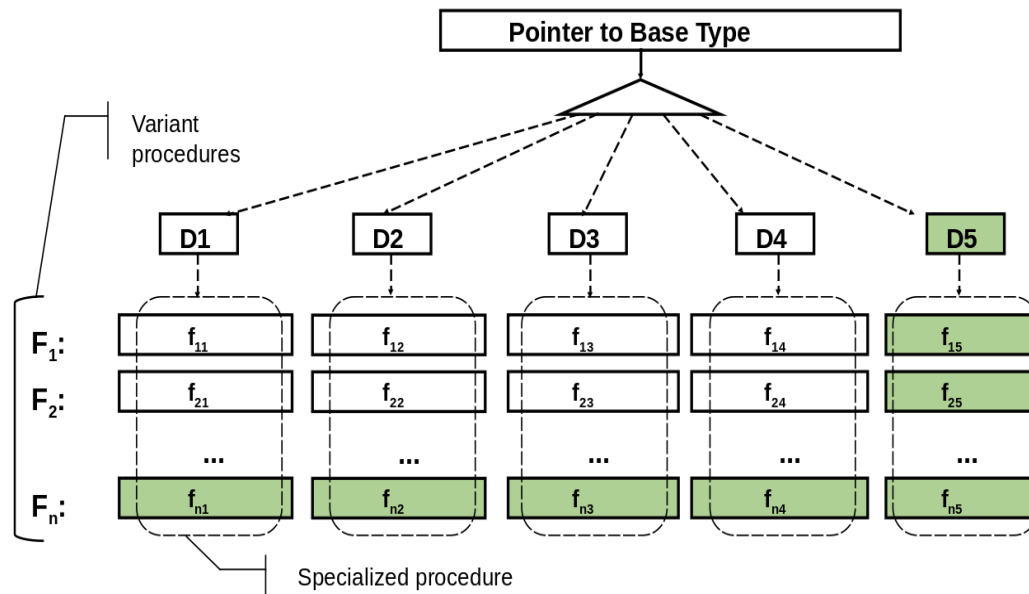 Pointer to Base Type
Variant
procedures
D1 D2 D3 D4 D5
F1: f11 f12 f13 f14 f15
F2: f21 f22 f23 f24 f25
... ... ... ... ...
Fn: fn1 fn2 fn3 fn4 fn5
Specialized procedure